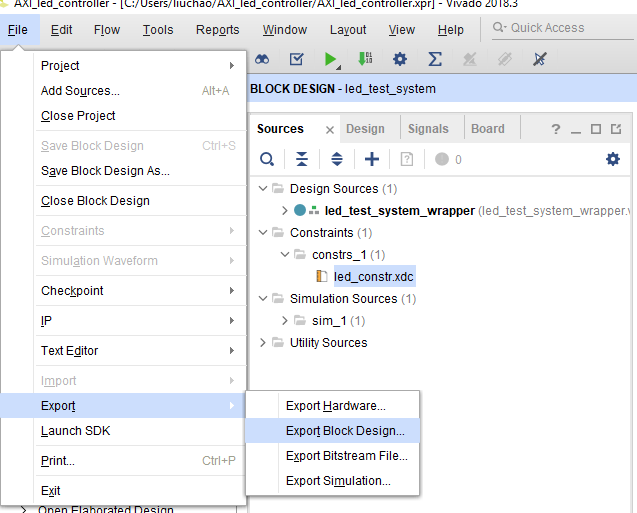 AXI_led_controller - [C:/Users/liuchao/AXI_led_controller/AXI_led_controller.xpr] - Vivado 2018.3
File Edit Flow Tools Reports Window Layout View Help Quick Access
Project
Add Sources... Alt+A
Close Project
Save Block Design Ctrl+S
Save Block Design As...
Close Block Design
Constraints
Simulation Waveform
Checkpoint
IP
Text Editor
Import
Export
Launch SDK
Print... Ctrl+P
Exit
Open Elaborated Design
BLOCK DESIGN - led_test_system
Sources Design Signals Board
0
Design Sources (1)
led_test_system_wrapper (led_test_system_wrapper.v
Constraints (1)
constrs_1 (1)
led_constr.xdc
Simulation Sources (1)
sim_1 (1)
Utility Sources
Export Hardware...
Export Block Design...
Export Bitstream File...
Export Simulation...